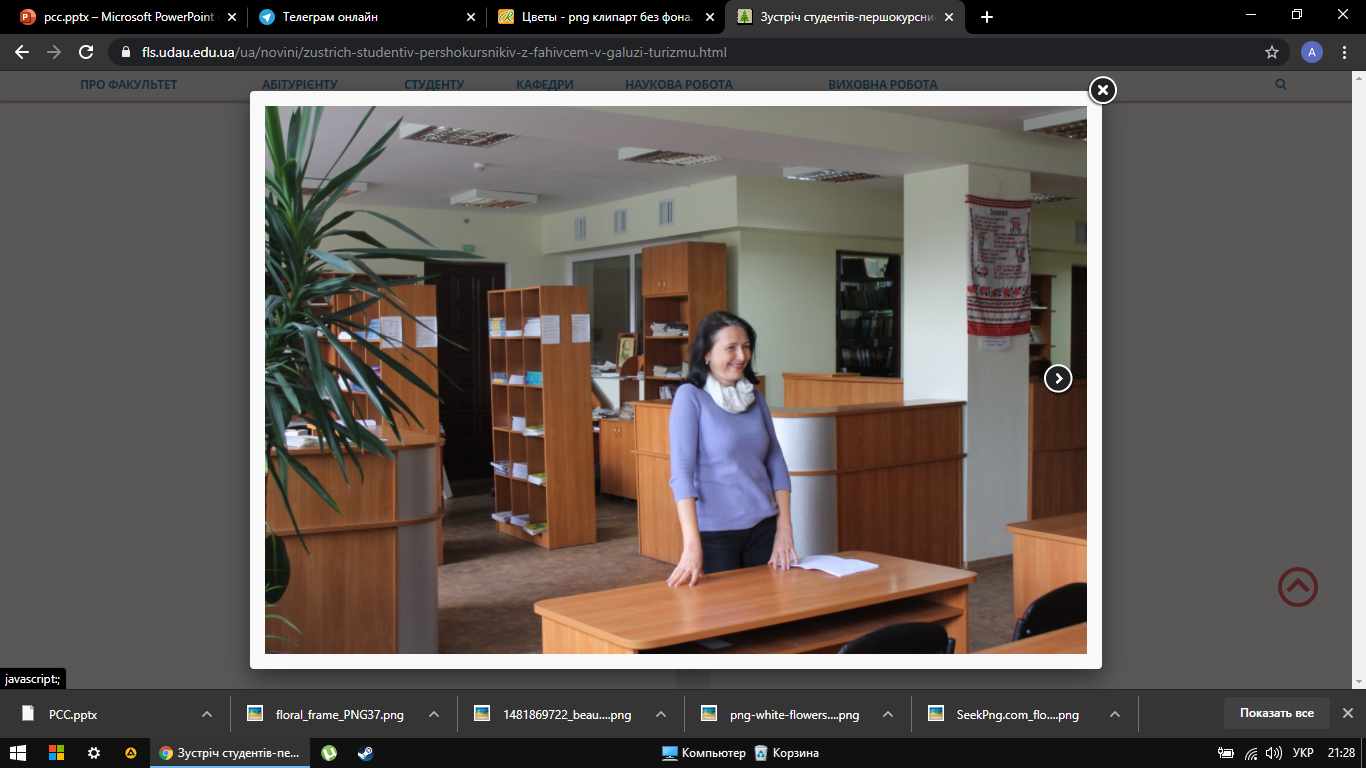 pcc.pptx – Microsoft PowerPoint
Телеграм онлайн
Цветы - png клипарт без фона.
Зустріч студентів-першокурсни
fls.udau.edu.ua/ua/novini/zustrich-studentiv-pershokursnikiv-z-fahivcem-v-galuzi-turizmu.html
A
ПРО ФАКУЛЬТЕТ
АБІТУРІЄНТУ
СТУДЕНТУ
КАФЕДРИ
НАУКОВА РОБОТА
ВИХОВНА РОБОТА
javascript:;
PCC.pptx
floral_frame_PNG37.png
1481869722_beau....png
png-white-flowers....png
SeekPng.com_flo....png
Показать все
Зустріч студентів-пе...
Компьютер
Корзина
УКР
21:28